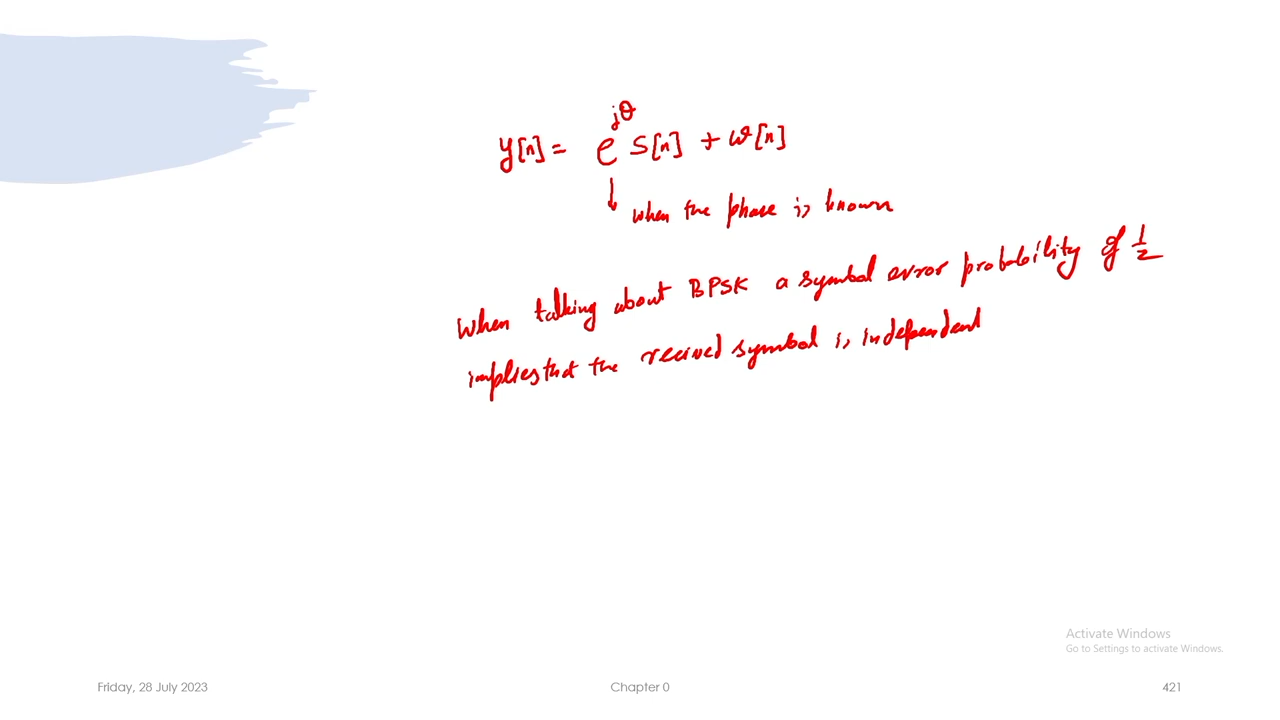 y[n] = e^{jθ} s[n] + w[n]
↓ when the phase is known
When talking about BPSK a symbol error probability of 1/2
implies that the recived symbol is independent
Activate Windows
Go to Settings to activate Windows.
Friday, 28 July 2023 Chapter 0 421